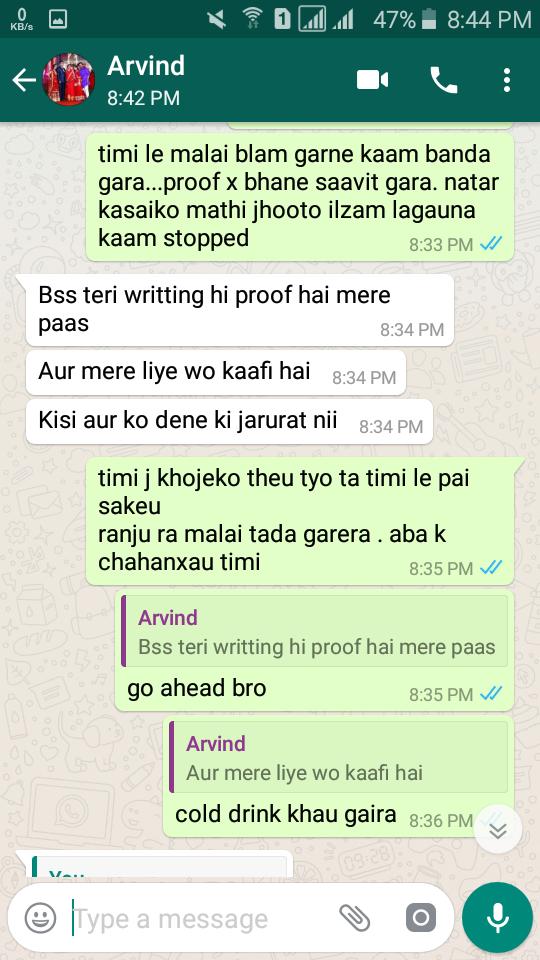 0
KB/s
1
47%
8:44 PM
Arvind
8:42 PM
timi le malai blam garne kaam banda
gara...proof x bhane saavit gara. natar
kasaiko mathi jhooto ilzam lagauna
kaam stopped
8:33 PM
Bss teri writting hi proof hai mere
paas
8:34 PM
Aur mere liye wo kaafi hai
8:34 PM
Kisi aur ko dene ki jarurat nii
8:34 PM
timi j khojeko theu tyo ta timi le pai
sakeu
ranju ra malai tada garera . aba k
chahanxau timi
8:35 PM
Arvind
Bss teri writting hi proof hai mere paas
go ahead bro
8:35 PM
Arvind
Aur mere liye wo kaafi hai
cold drink khau gaira
8:36 PM
You
Type a message